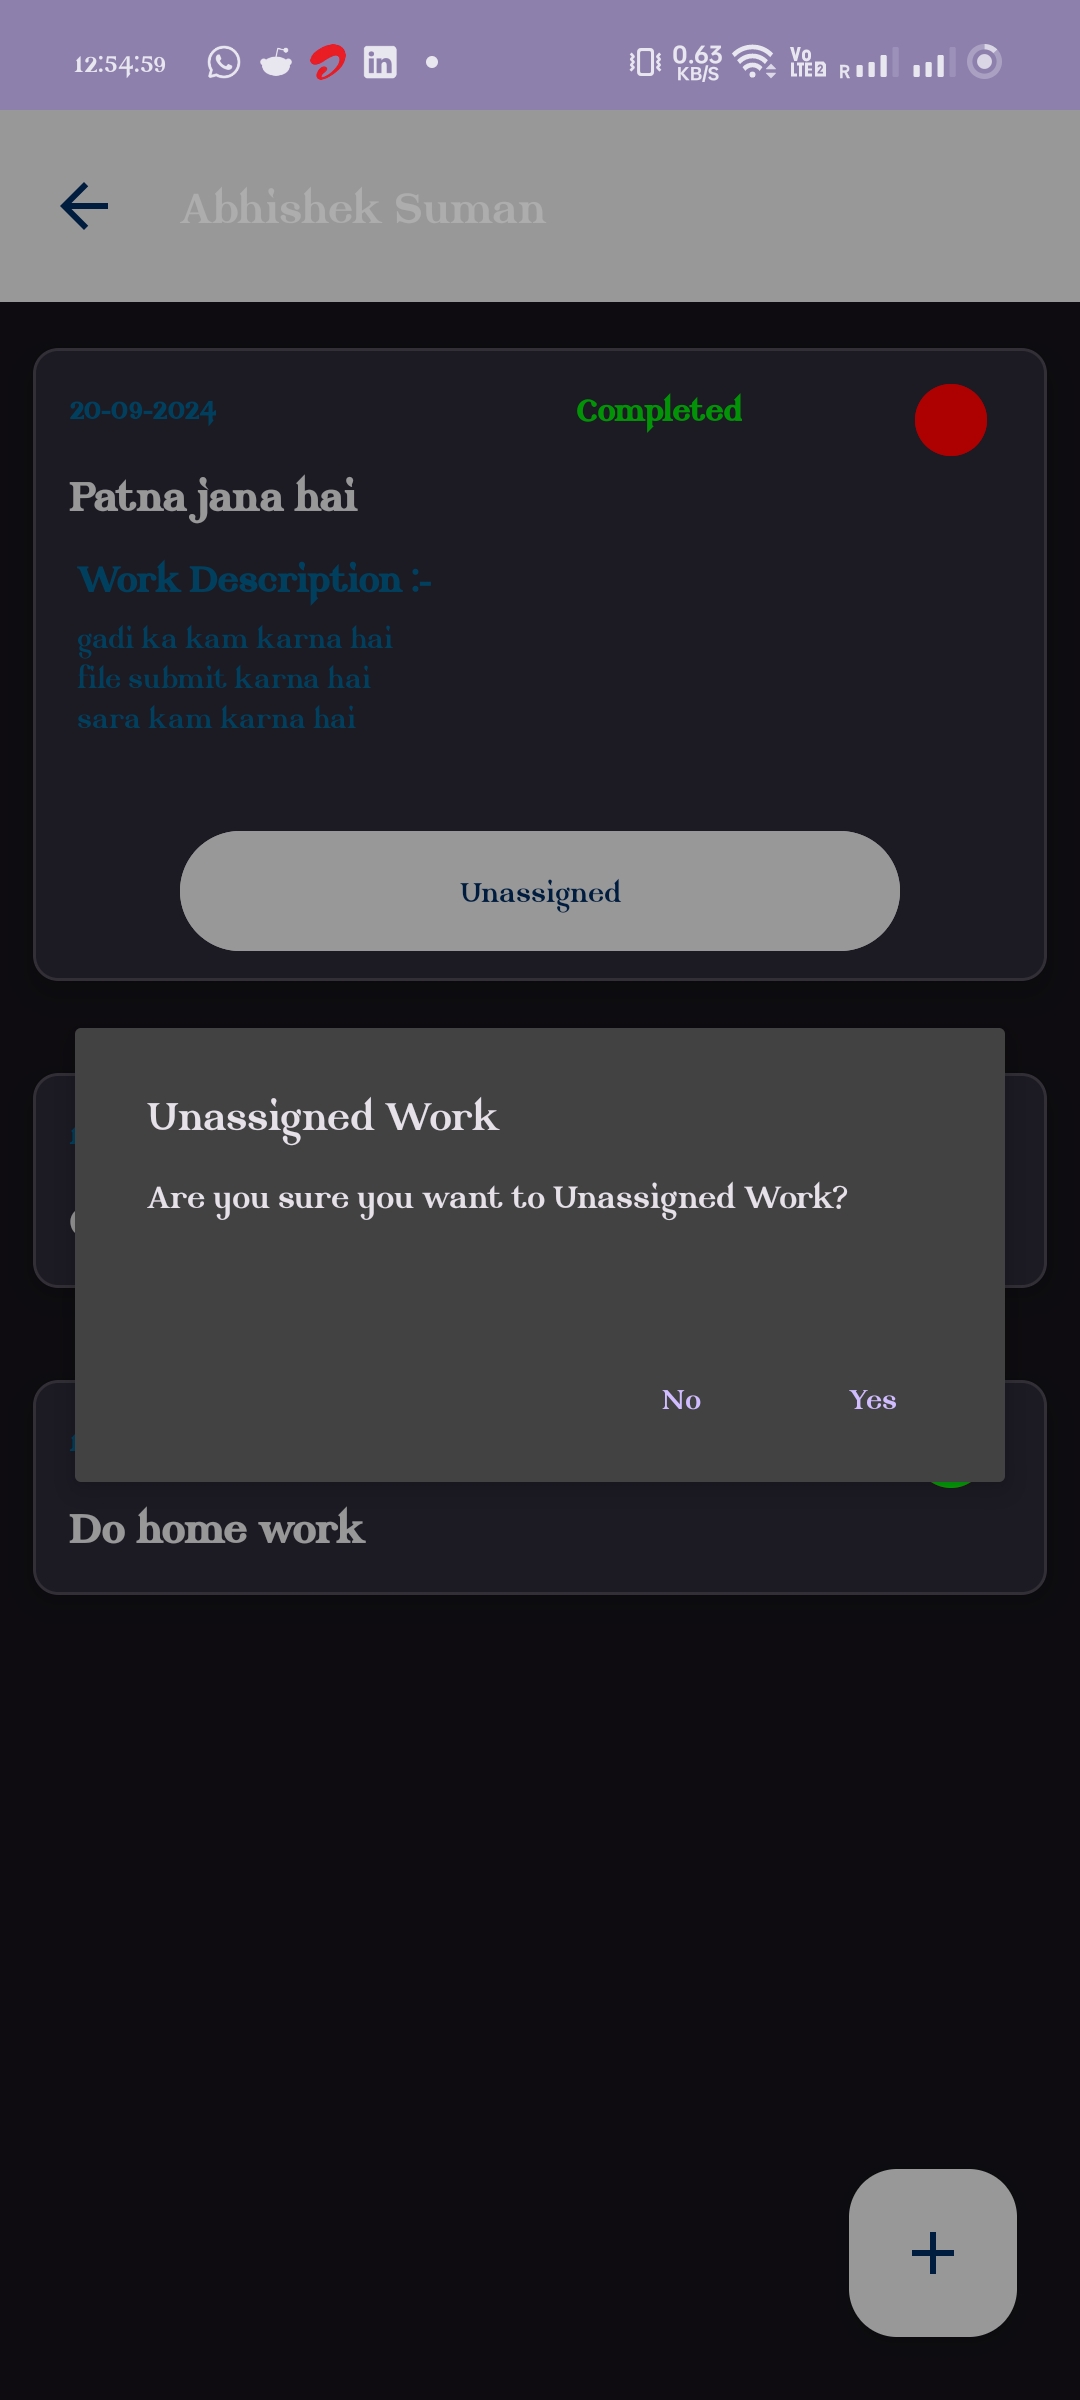 12:54:59
0.63
KB/S
Vo
LTE 2
R
Abhishek Suman
20-09-2024
Completed
Patna jana hai
Work Description :-
gadi ka kam karna hai
file submit karna hai
sara kam karna hai
Unassigned
Unassigned Work
Are you sure you want to Unassigned Work?
No
Yes
Do home work